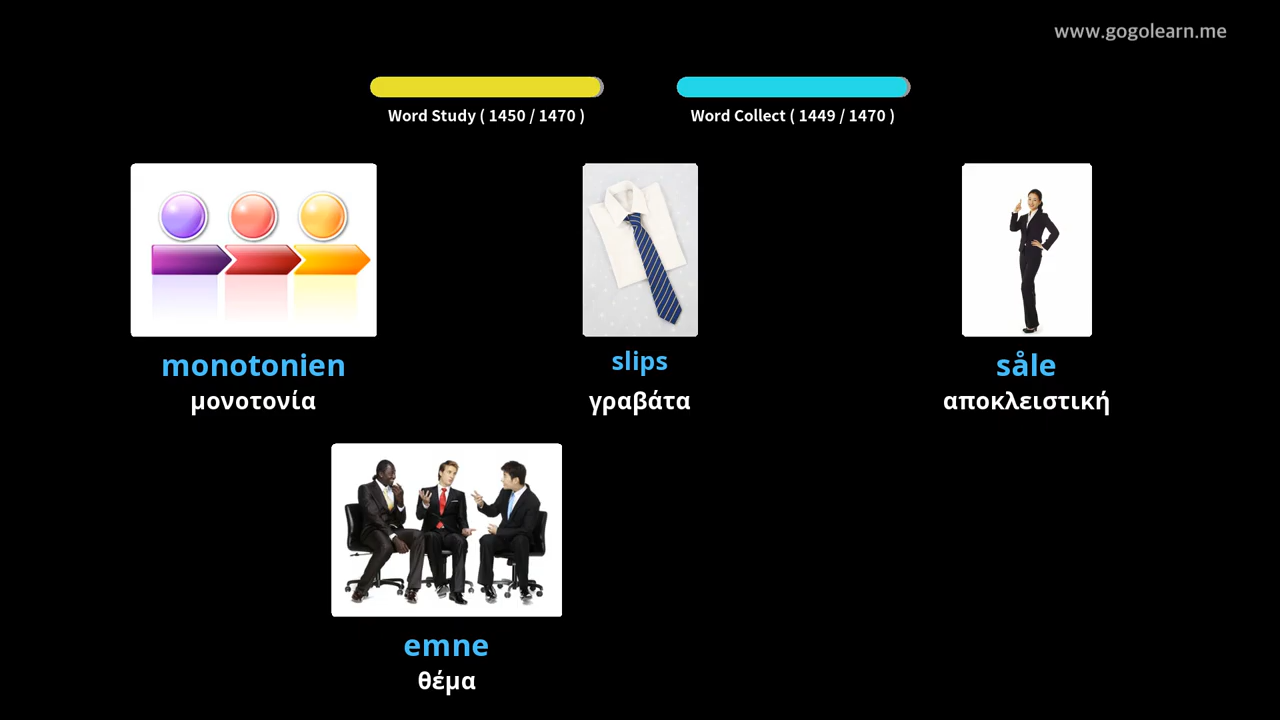 www.gogolearn.me
Word Study ( 1450 / 1470 )
Word Collect ( 1449 / 1470 )
monotonien
μονοτονία
slips
γραβάτα
såle
αποκλειστική
emne
θέμα